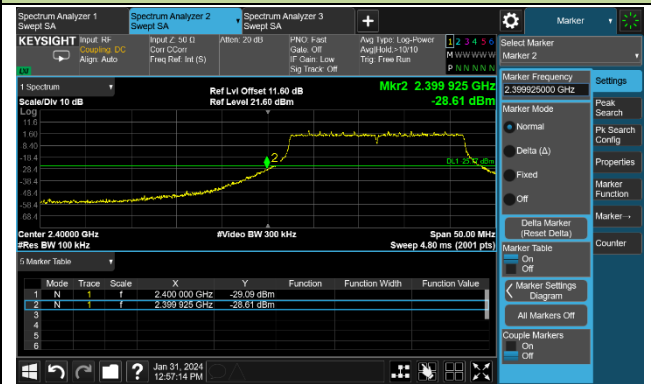 Spectrum Analyzer 1
Swept SA
Spectrum Analyzer 2
Swept SA
Spectrum Analyzer 3
Swept SA
Marker
KEYSIGHT
Input: RF
Coupling: DC
Align: Auto
Input Z: 50 Ω
Corr CCorr
Freq Ref: Int (S)
Atten: 20 dB
PNO: Fast
Gate: Off
IF Gain: Low
Sig Track: Off
Avg Type: Log-Power
Avg|Hold:>10/10
Trig: Free Run
1 2 3 4 5 6
M W W W W W
P N N N N N
Select Marker
Marker 2
1 Spectrum
Scale/Div 10 dB
Log
Ref Lvl Offset 11.60 dB
Ref Level 21.60 dBm
Mkr2 2.399 925 GHz
-28.61 dBm
11.6
1.60
-8.40
-18.4
-28.4
-38.4
-48.4
-58.4
-68.4
2
Center 2.40000 GHz
#Res BW 100 kHz
#Video BW 300 kHz
Span 50.00 MHz
Sweep 4.80 ms (2001 pts)
5 Marker Table
Mode Trace Scale X Y Function Function Width Function Value
1 N 1 f 2.400 000 GHz -29.09 dBm
2 N 1 f 2.399 925 GHz -28.61 dBm
3
4
5
6
Jan 31, 2024
12:57:14 PM
Marker Frequency
2.399925000 GHz
Marker Mode
Normal
Delta (Δ)
Fixed
Off
Delta Marker
(Reset Delta)
Marker Table
On
Off
Marker Settings
Diagram
All Markers Off
Couple Markers
On
Off
Settings
Peak
Search
Pk Search
Config
Properties
Marker
Function
Marker→
Counter